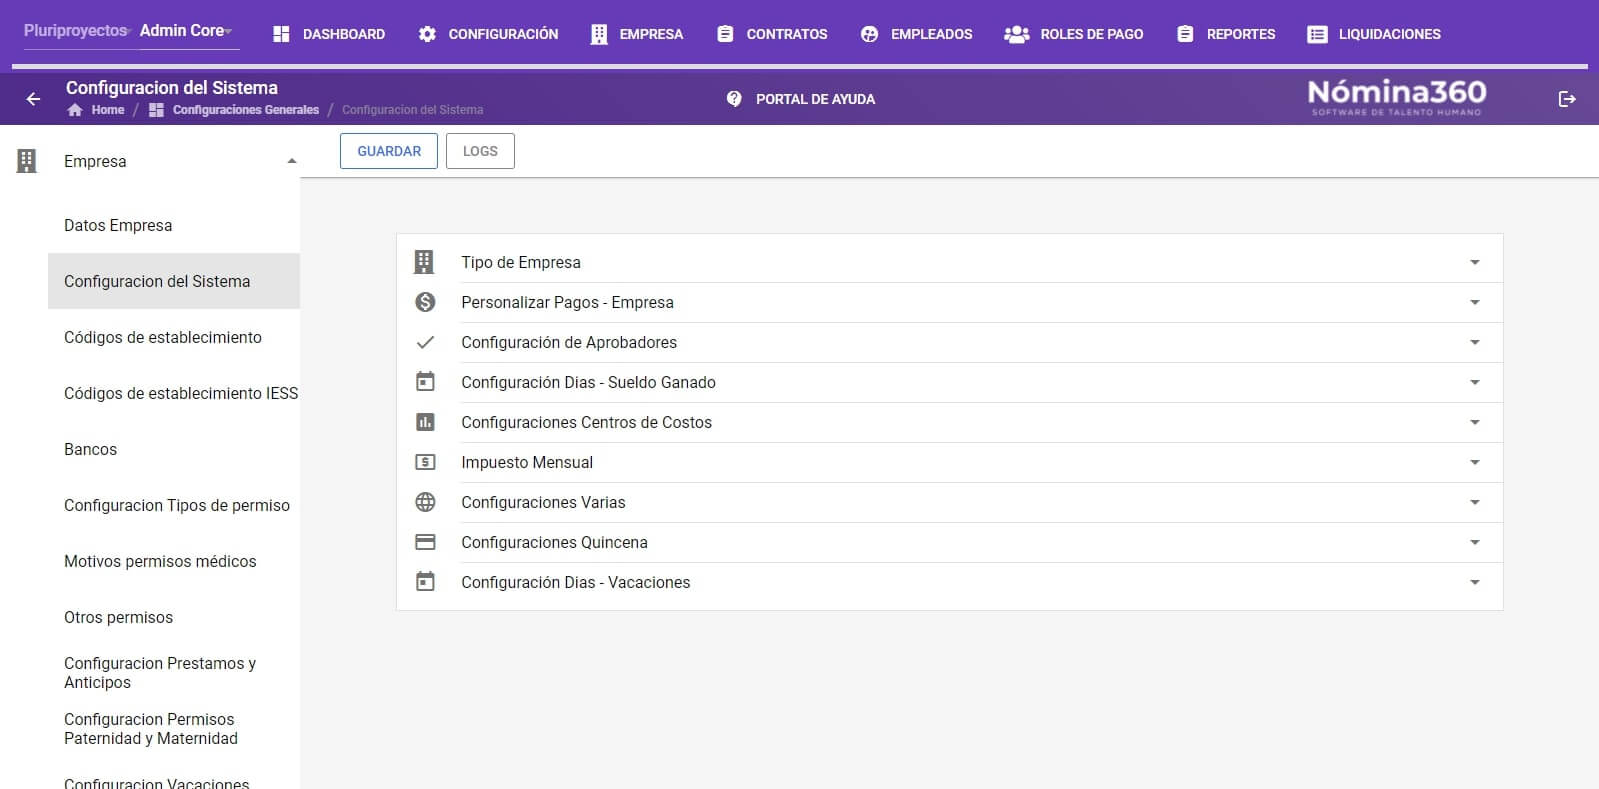 Pluriproyectos Admin Core DASHBOARD CONFIGURACIÓN EMPRESA CONTRATOS EMPLEADOS ROLES DE PAGO REPORTES LIQUIDACIONES
Configuracion del Sistema
Home / Configuraciones Generales / Configuracion del Sistema
PORTAL DE AYUDA
Nómina360
SOFTWARE DE TALENTO HUMANO
Empresa
Datos Empresa
Configuracion del Sistema
Códigos de establecimiento
Códigos de establecimiento IESS
Bancos
Configuracion Tipos de permiso
Motivos permisos médicos
Otros permisos
Configuracion Prestamos y
Anticipos
Configuracion Permisos
Paternidad y Maternidad
Configuracion Vacaciones
GUARDAR LOGS
Tipo de Empresa
Personalizar Pagos - Empresa
Configuración de Aprobadores
Configuración Dias - Sueldo Ganado
Configuraciones Centros de Costos
Impuesto Mensual
Configuraciones Varias
Configuraciones Quincena
Configuración Dias - Vacaciones